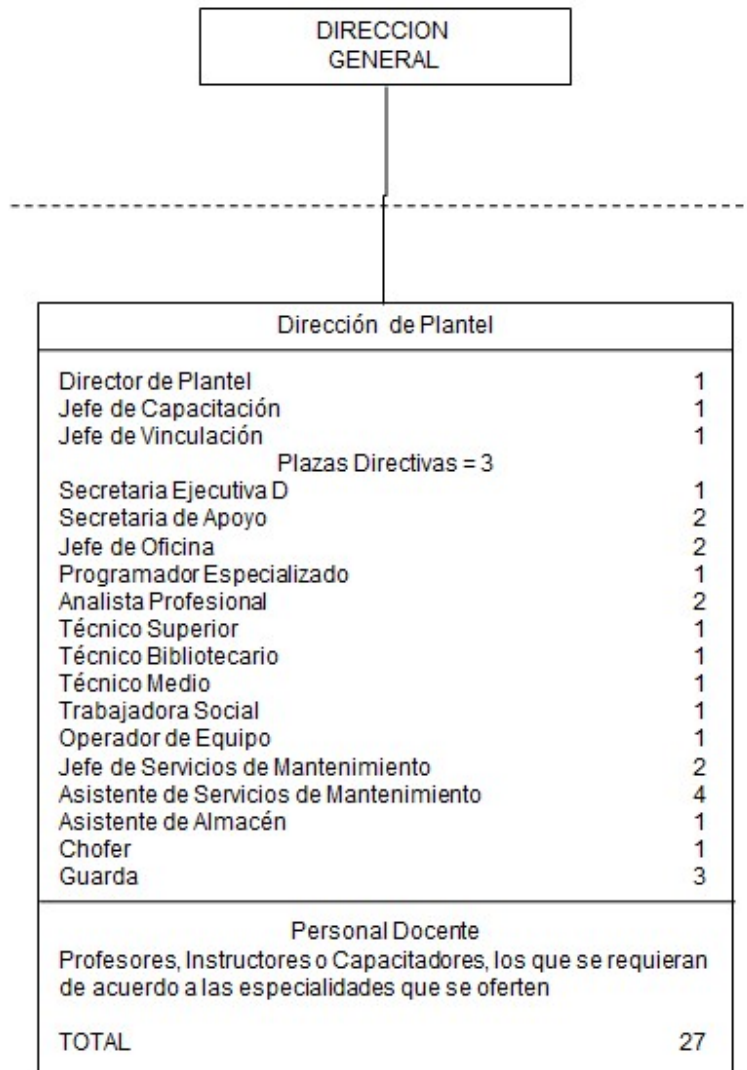 DIRECCION
GENERAL
Dirección de Plantel
Director de Plantel 1
Jefe de Capacitación 1
Jefe de Vinculación 1
Plazas Directivas = 3
Secretaria Ejecutiva D 1
Secretaria de Apoyo 2
Jefe de Oficina 2
Programador Especializado 1
Analista Profesional 2
Técnico Superior 1
Técnico Bibliotecario 1
Técnico Medio 1
Trabajadora Social 1
Operador de Equipo 1
Jefe de Servicios de Mantenimiento 2
Asistente de Servicios de Mantenimiento 4
Asistente de Almacén 1
Chofer 1
Guarda 3
Personal Docente
Profesores, Instructores o Capacitadores, los que se requieran
de acuerdo a las especialidades que se oferten
TOTAL 27